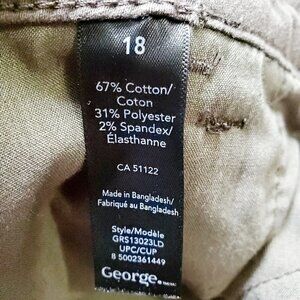 18
67% Cotton/
Coton
31% Polyester
2% Spandex/
Élasthanne
CA 51122
Made in Bangladesh/
Fabriqué au Bangladesh
Style/Modèle
GRS13023LD
UPC/CUP
8 5002361449
George.